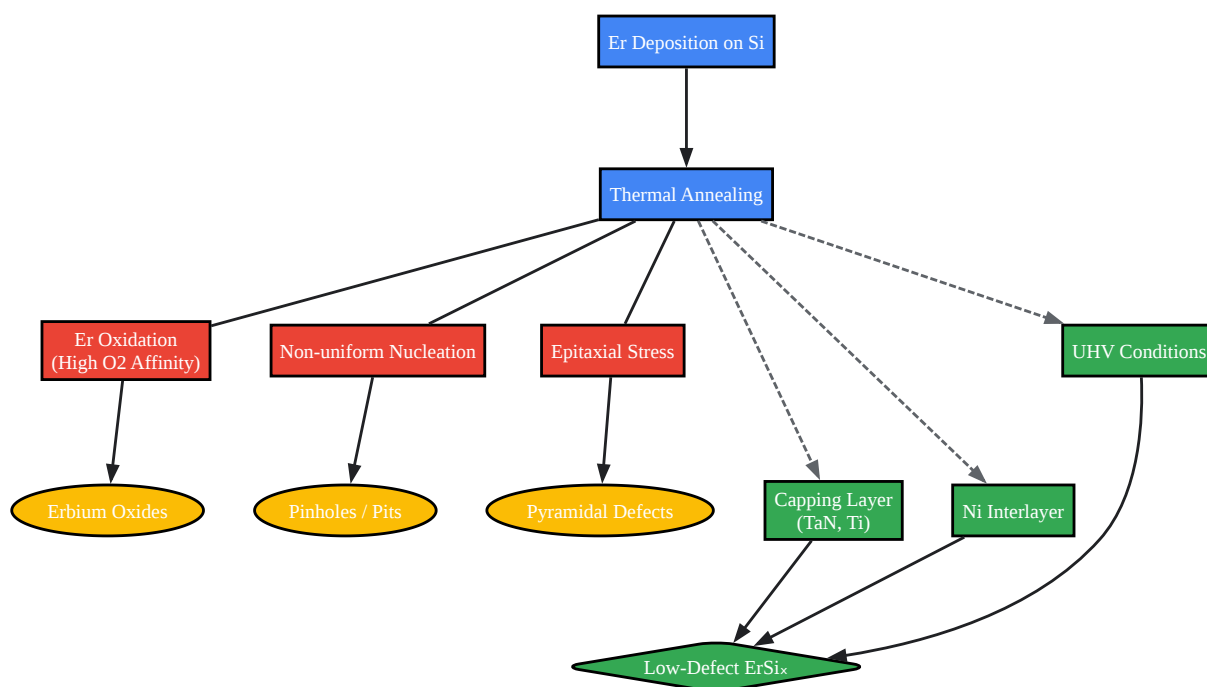 Er Deposition on Si
Thermal Annealing
Er Oxidation
(High O2 Affinity)
Non-uniform Nucleation
Epitaxial Stress
UHV Conditions
Erbium Oxides
Pinholes / Pits
Pyramidal Defects
Capping Layer
(TaN, Ti)
Ni Interlayer
Low-Defect ErSiₓ